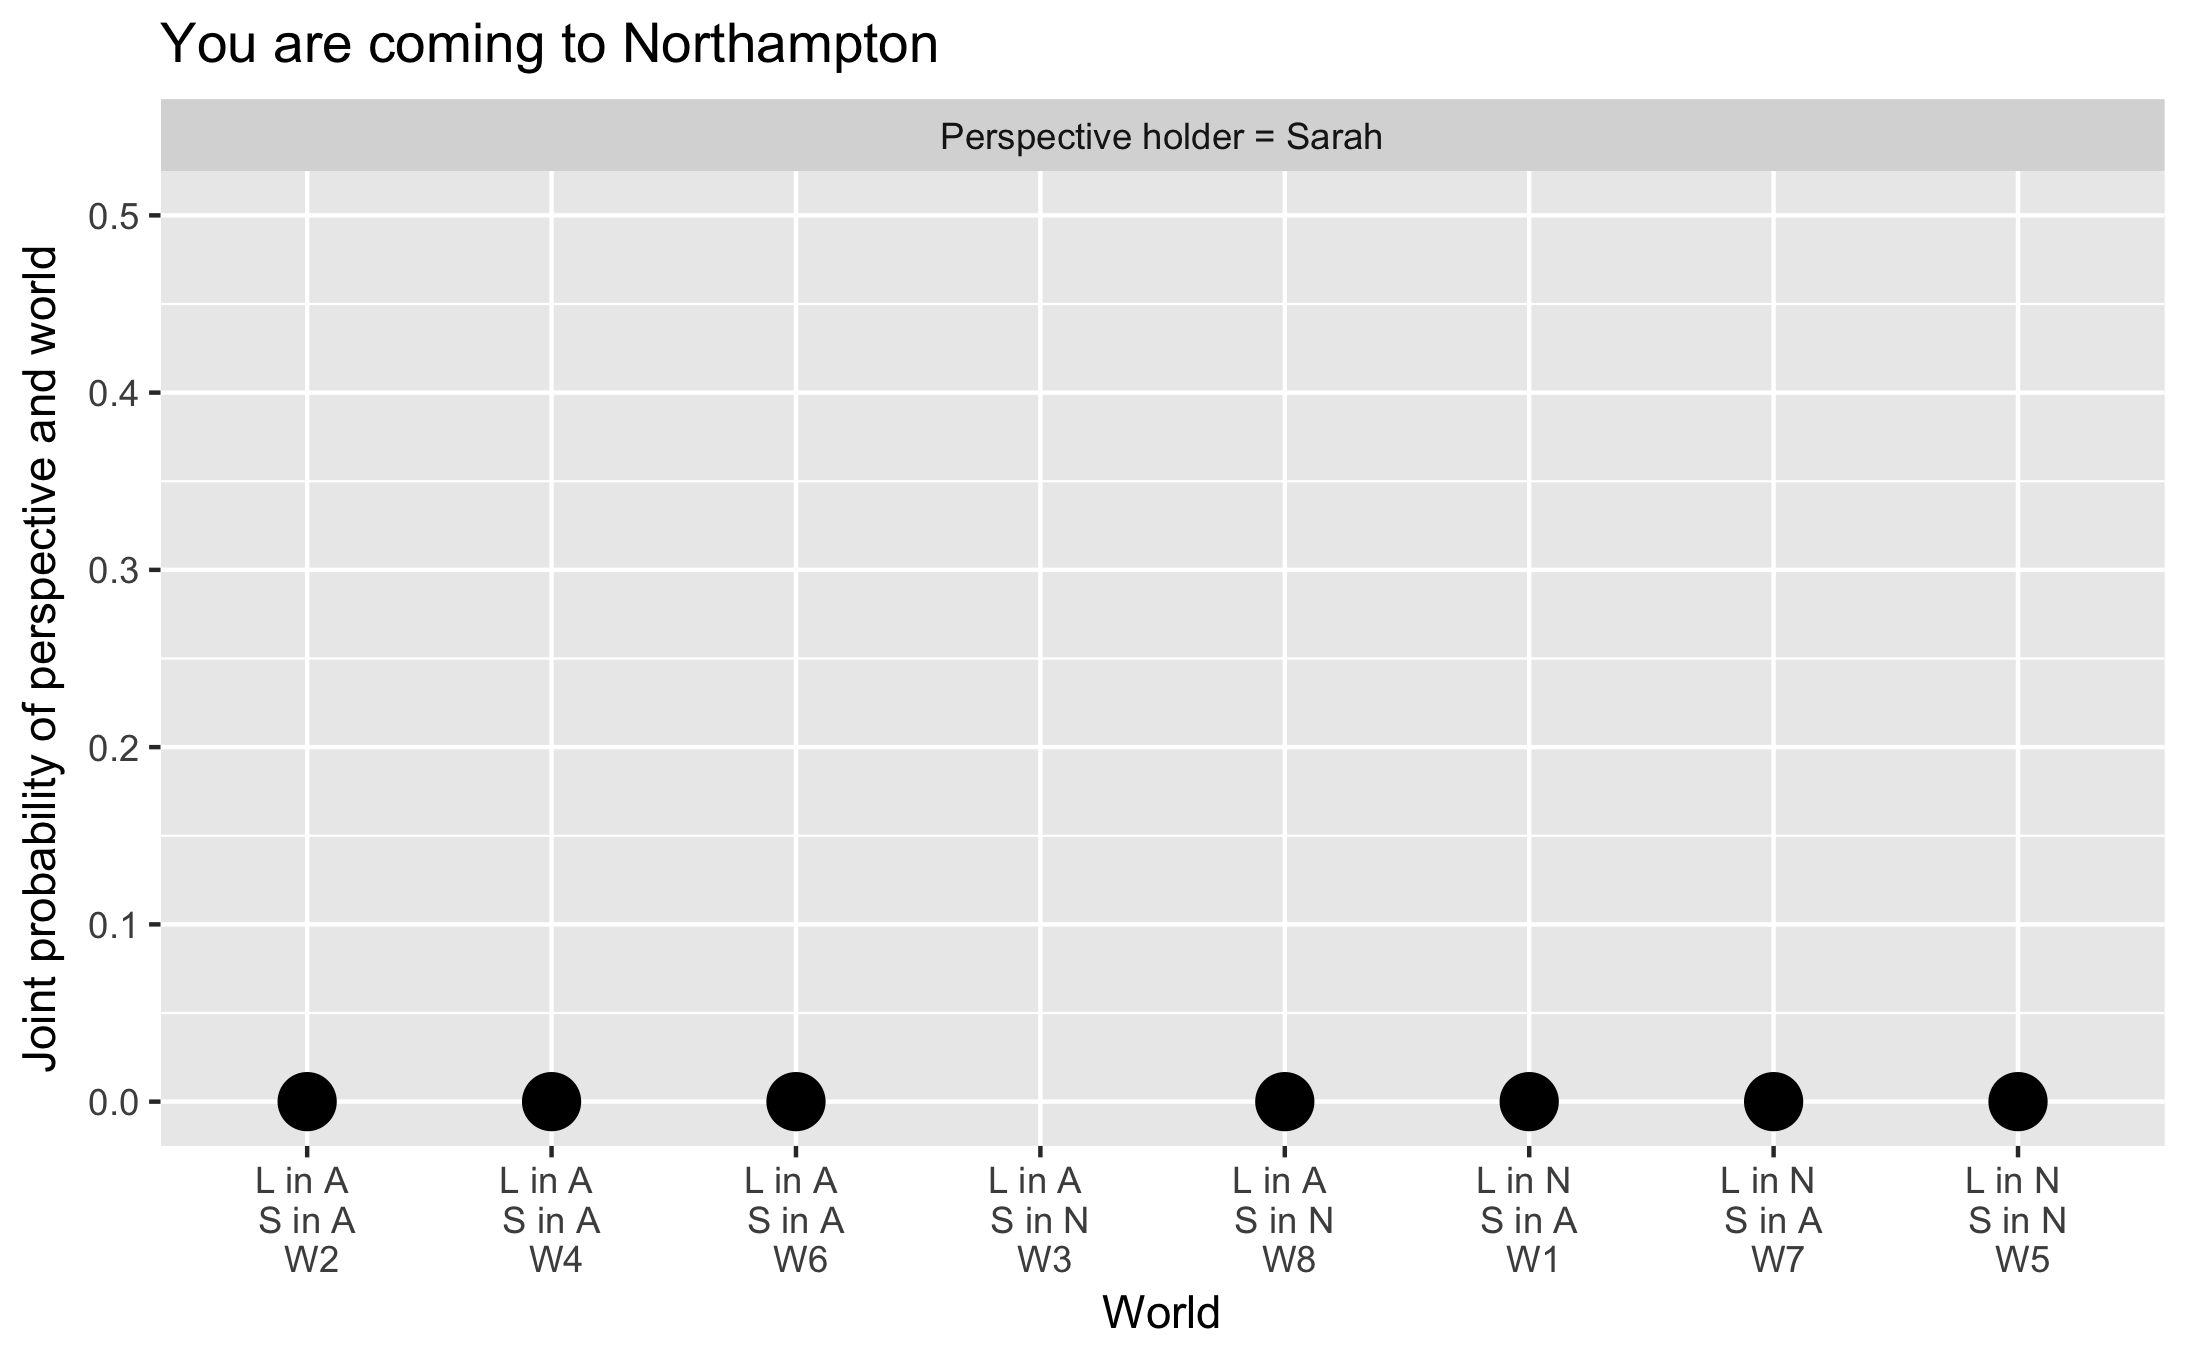 You are coming to Northampton
Perspective holder = Sarah
Joint probability of perspective and world
0.5
0.4
0.3
0.2
0.1
0.0
L in A L in A L in A L in A L in A L in N L in N L in N
S in A S in A S in A S in N S in N S in A S in A S in N
W2 W4 W6 W3 W8 W1 W7 W5
World